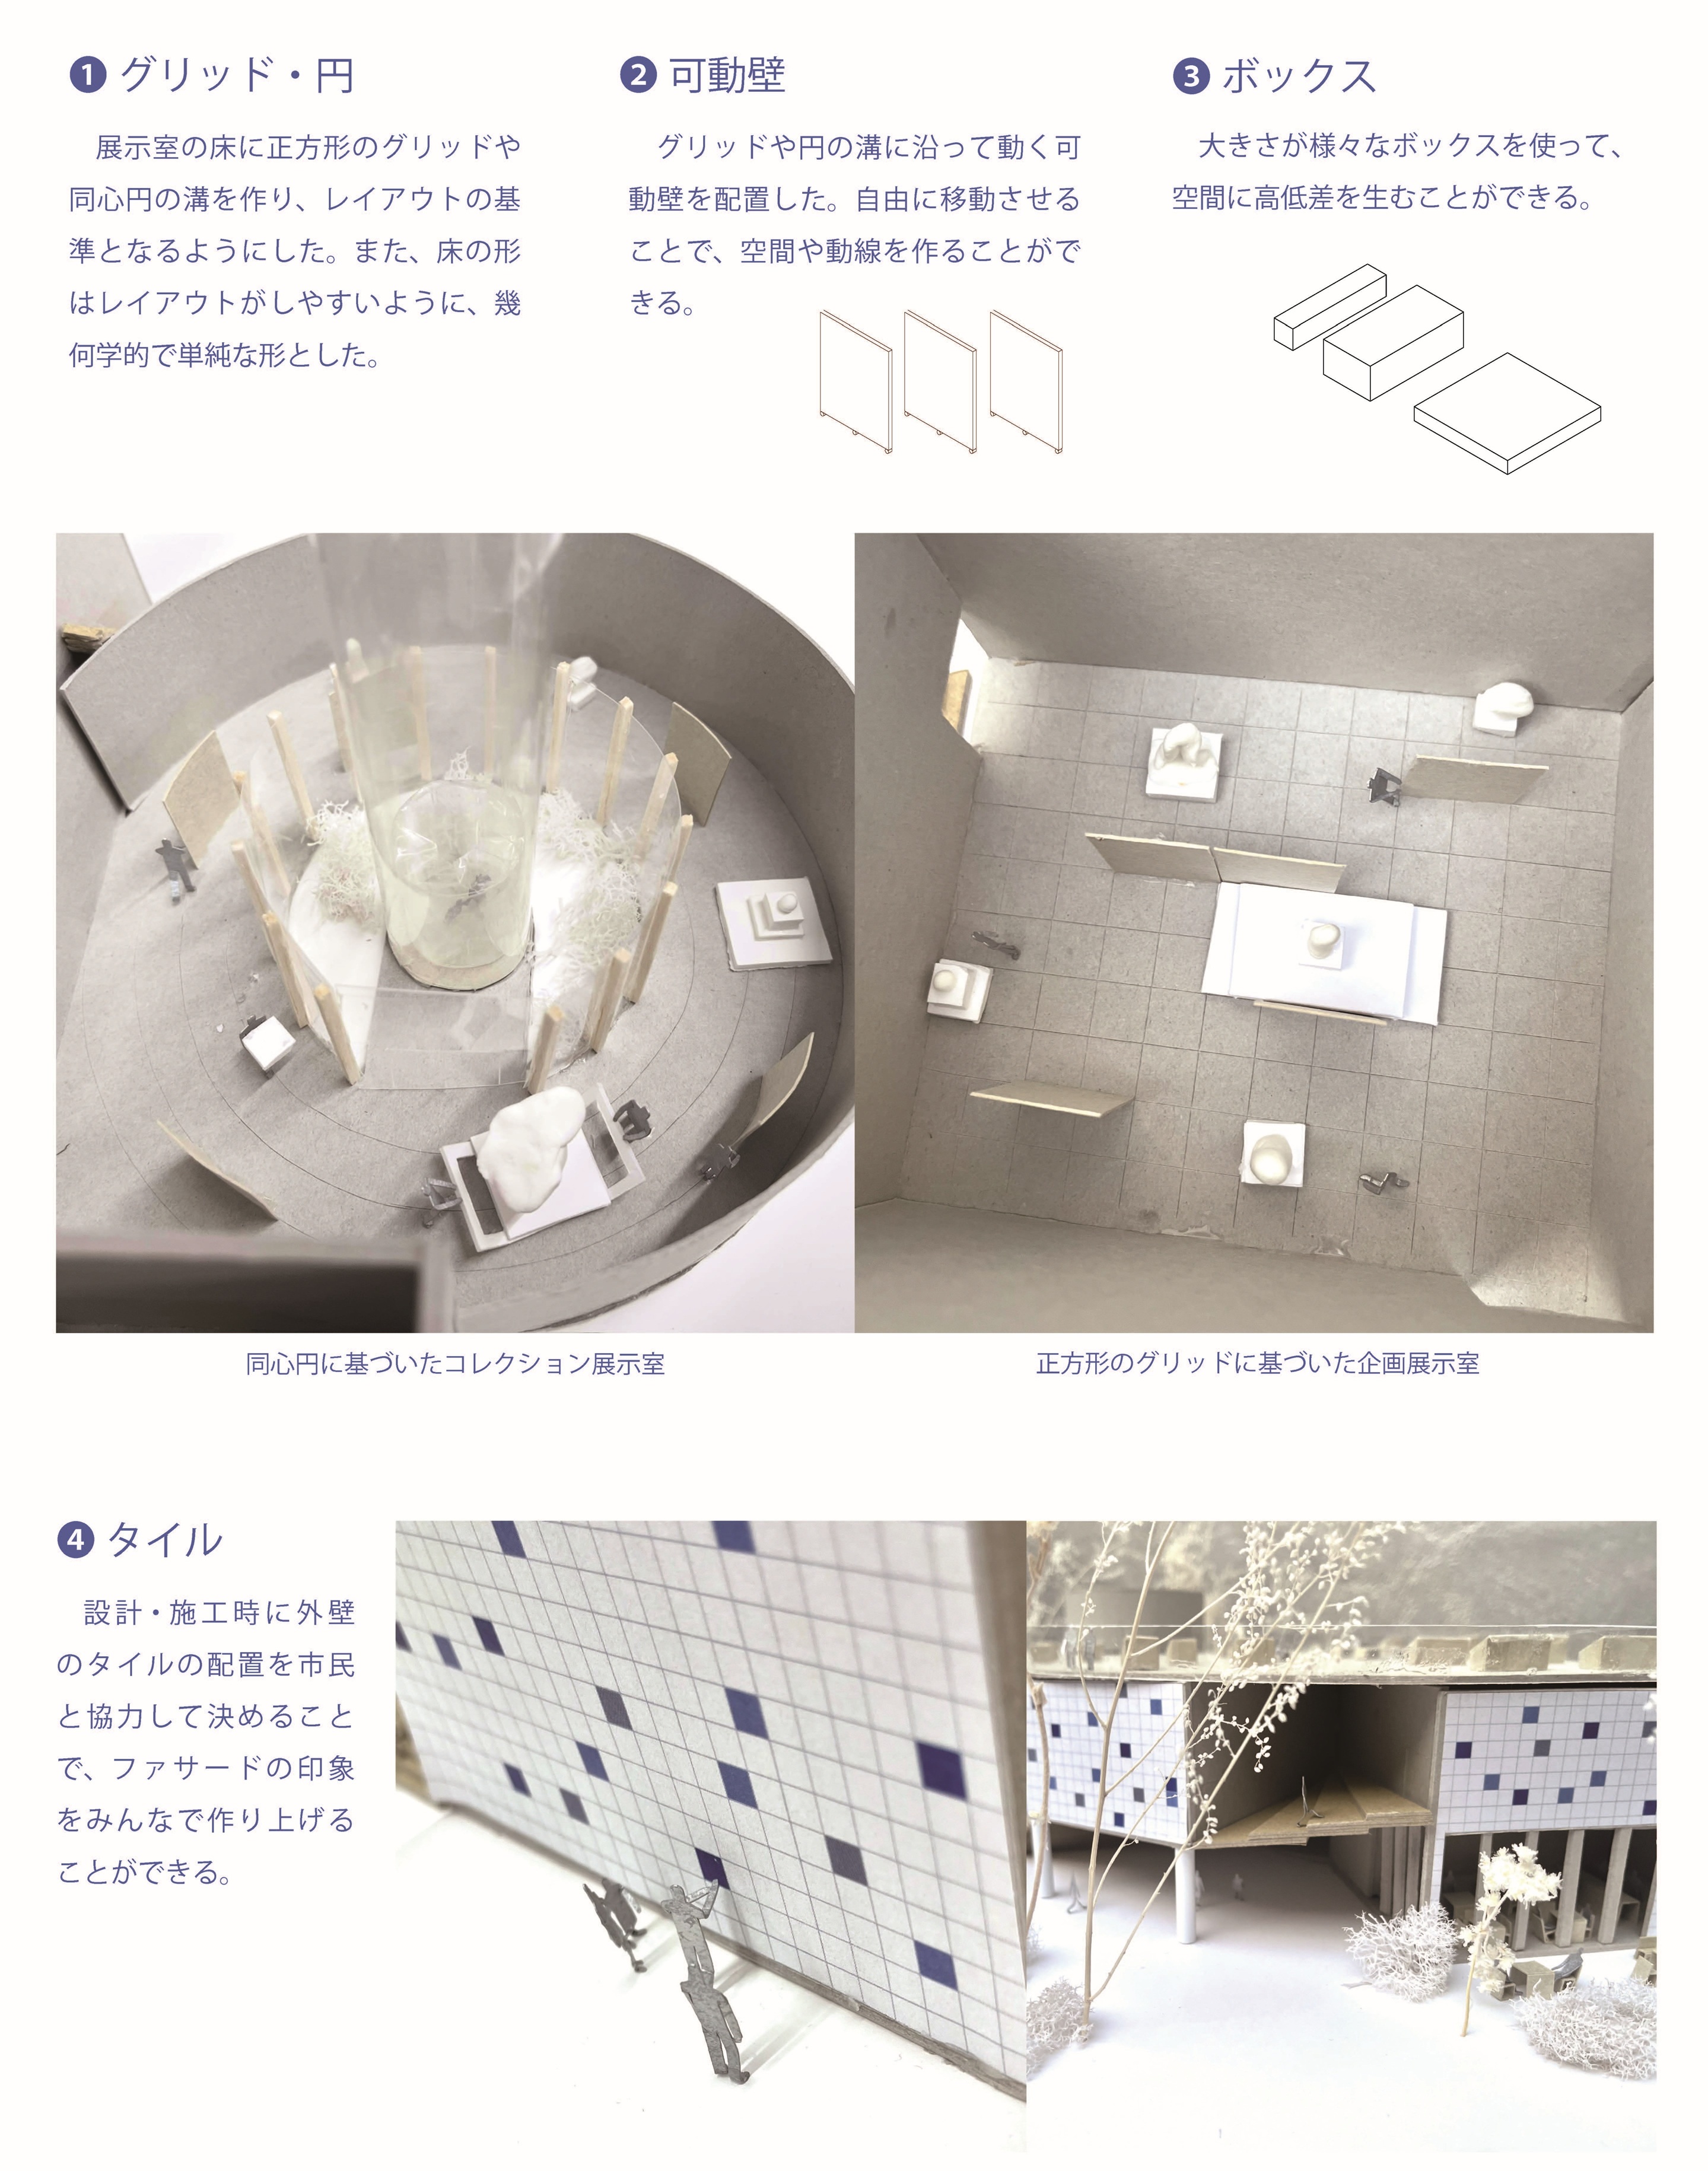 ❶ グリッド・円
展示室の床に正方形のグリッドや
同心円の溝を作り、レイアウトの基
準となるようにした。また、床の形
はレイアウトがしやすいように、幾
何学的で単純な形とした。
❷ 可動壁
グリッドや円の溝に沿って動く可
動壁を配置した。自由に移動させる
ことで、空間や動線を作ることがで
きる。
❸ ボックス
大きさが様々なボックスを使って、
空間に高低差を生むことができる。
同心円に基づいたコレクション展示室
正方形のグリッドに基づいた企画展示室
❹ タイル
設計・施工時に外壁
のタイルの配置を市民
と協力して決めること
で、ファサードの印象
をみんなで作り上げる
ことができる。